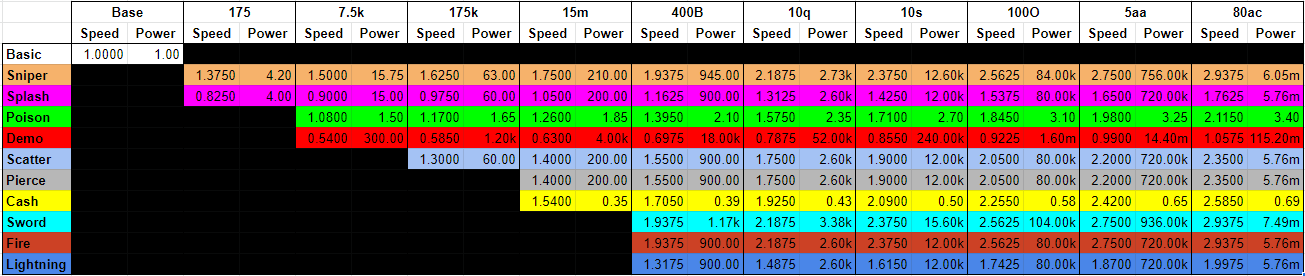 Base 175 7.5k 175k 15m 400B 10q 10s 100O 5aa 80ac
Speed Power Speed Power Speed Power Speed Power Speed Power Speed Power Speed Power Speed Power Speed Power Speed Power Speed Power
Basic 1.0000 1.00
Sniper 1.3750 4.20 1.5000 15.75 1.6250 63.00 1.7500 210.00 1.9375 945.00 2.1875 2.73k 2.3750 12.60k 2.5625 84.00k 2.7500 756.00k 2.9375 6.05m
Splash 0.8250 4.00 0.9000 15.00 0.9750 60.00 1.0500 200.00 1.1625 900.00 1.3125 2.60k 1.4250 12.00k 1.5375 80.00k 1.6500 720.00k 1.7625 5.76m
Poison 1.0800 1.50 1.1700 1.65 1.2600 1.85 1.3950 2.10 1.5750 2.35 1.7100 2.70 1.8450 3.10 1.9800 3.25 2.1150 3.40
Demo 0.5400 300.00 0.5850 1.20k 0.6300 4.00k 0.6975 18.00k 0.7875 52.00k 0.8550 240.00k 0.9225 1.60m 0.9900 14.40m 1.0575 115.20m
Scatter 1.3000 60.00 1.4000 200.00 1.5500 900.00 1.7500 2.60k 1.9000 12.00k 2.0500 80.00k 2.2000 720.00k 2.3500 5.76m
Pierce 1.4000 200.00 1.5500 900.00 1.7500 2.60k 1.9000 12.00k 2.0500 80.00k 2.2000 720.00k 2.3500 5.76m
Cash 1.5400 0.35 1.7050 0.39 1.9250 0.43 2.0900 0.50 2.2550 0.58 2.4200 0.65 2.5850 0.69
Sword 1.9375 1.17k 2.1875 3.38k 2.3750 15.60k 2.5625 104.00k 2.7500 936.00k 2.9375 7.49m
Fire 1.9375 900.00 2.1875 2.60k 2.3750 12.00k 2.5625 80.00k 2.7500 720.00k 2.9375 5.76m
Lightning 1.3175 900.00 1.4875 2.60k 1.6150 12.00k 1.7425 80.00k 1.8700 720.00k 1.9975 5.76m